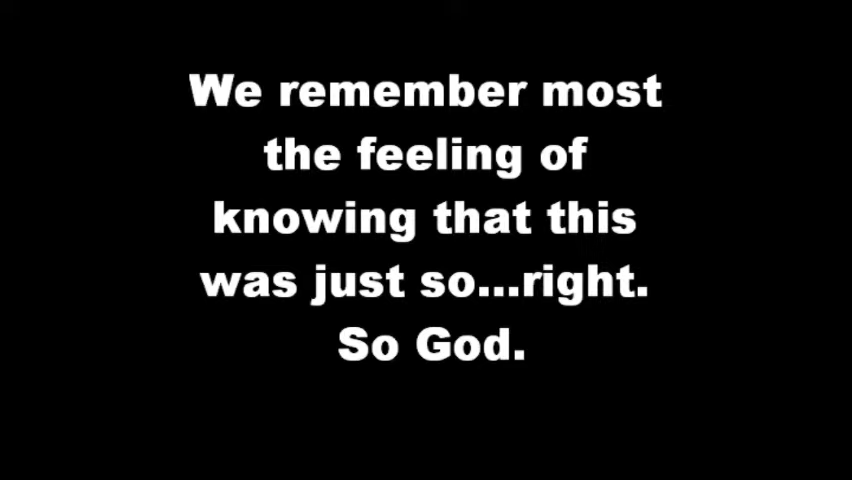 We remember most
the feeling of
knowing that this
was just so...right.
So God.